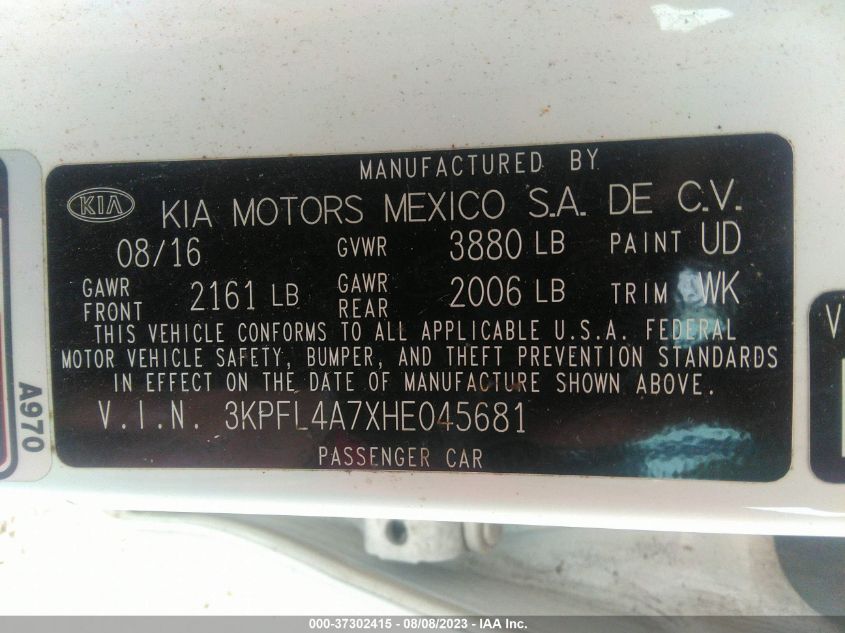 MANUFACTURED BY
KIA KIA MOTORS MEXICO S.A. DE C.V.
08/16 GVWR 3880 LB PAINT UD
GAWR FRONT 2161 LB GAWR REAR 2006 LB TRIM WK
THIS VEHICLE CONFORMS TO ALL APPLICABLE U.S.A. FEDERAL
MOTOR VEHICLE SAFETY, BUMPER, AND THEFT PREVENTION STANDARDS
IN EFFECT ON THE DATE OF MANUFACTURE SHOWN ABOVE.
V.I.N. 3KPFL4A7XHE045681
PASSENGER CAR
A970
V
000-37302415 - 08/08/2023 - IAA Inc.